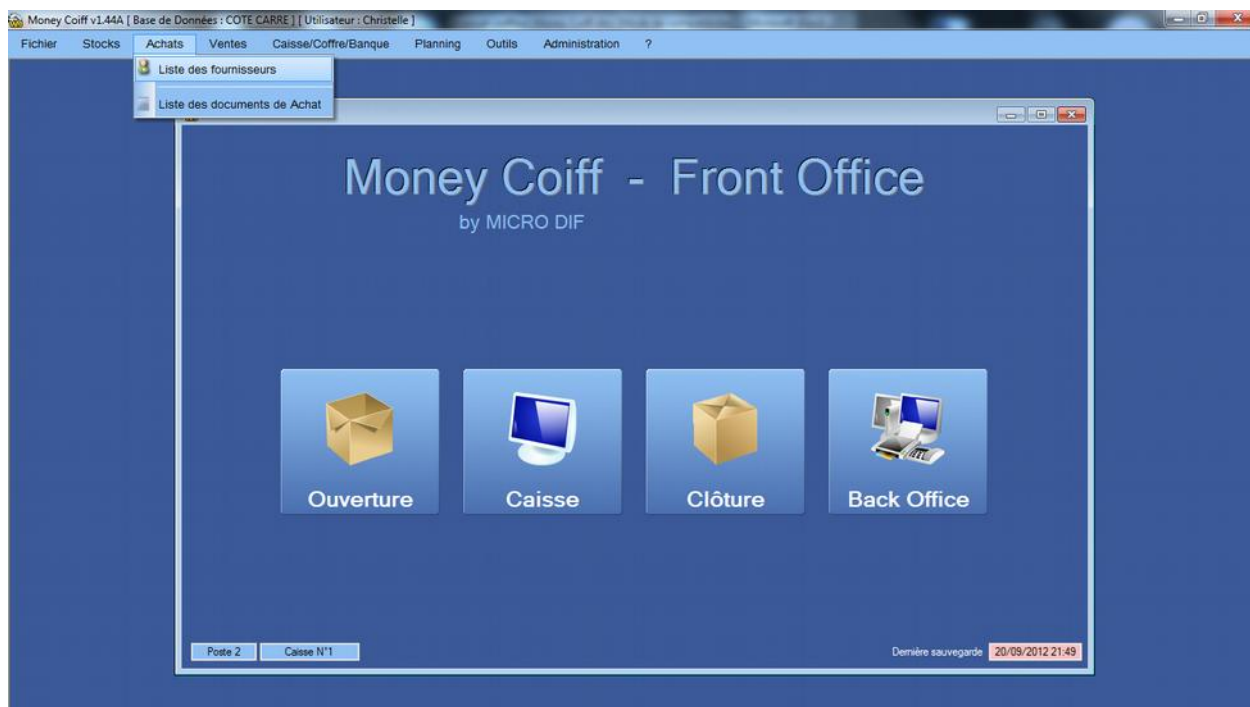 Money Coiff v1.44A [ Base de Données : COTE CARRE ] [ Utilisateur : Christelle ]
Fichier Stocks Achats Ventes Caisse/Coffre/Banque Planning Outils Administration ?
Liste des fournisseurs
Liste des documents de Achat
Money Coiff - Front Office
by MICRO DIF
Ouverture Caisse Clôture Back Office
Poste 2 Caisse N°1 Dernière sauvegarde 20/09/2012 21:49